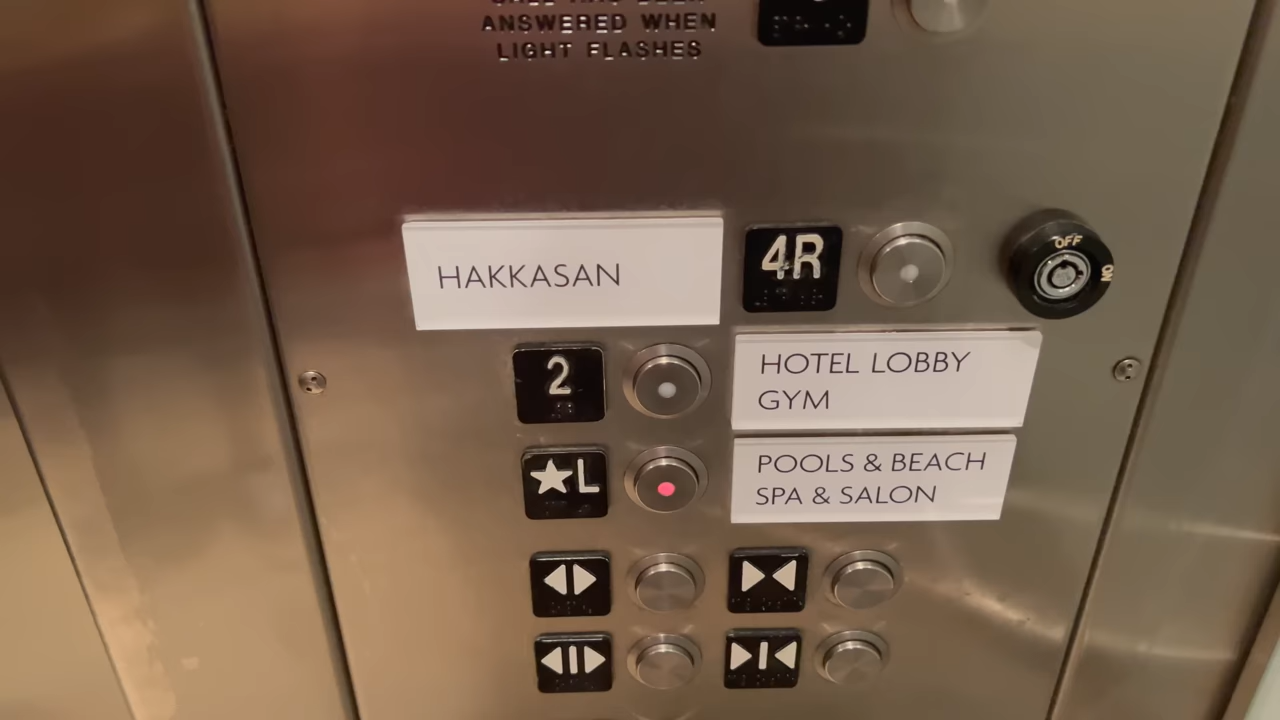 ANSWERED WHEN
LIGHT FLASHES
HAKKASAN
4R
OFF
ON
2
HOTEL LOBBY
GYM
★L
POOLS & BEACH
SPA & SALON